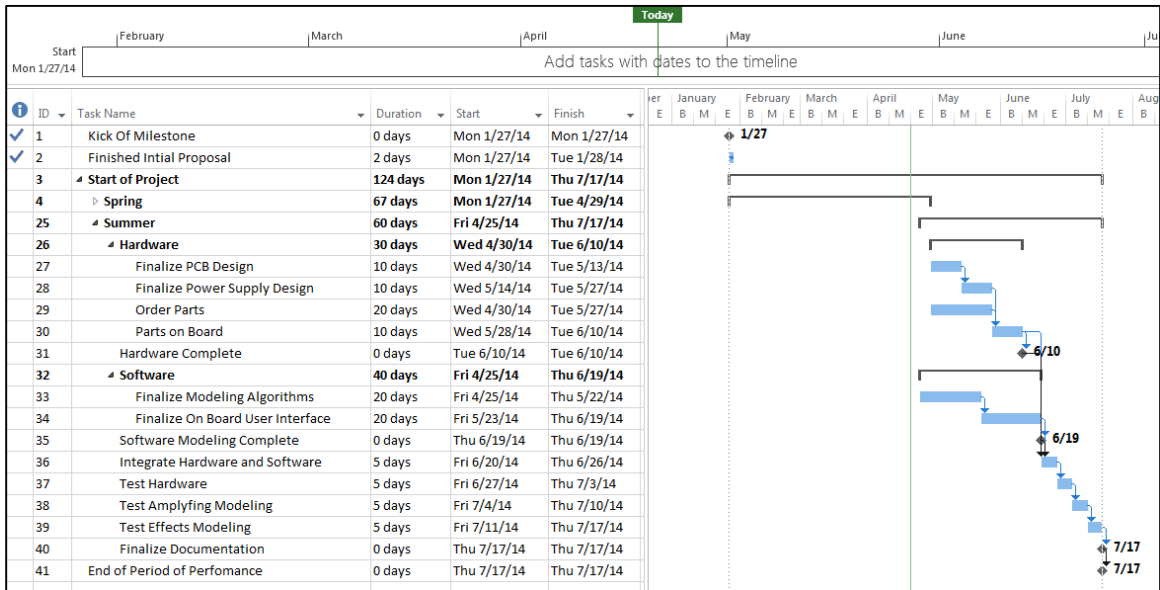 Today
February March April May June Ju
Start
Mon 1/27/14
Add tasks with dates to the timeline
ber January February March April May June July Aug
E B M E B M E B M E B M E B M E B M E B M E B
ID Task Name Duration Start Finish
1 Kick Of Milestone 0 days Mon 1/27/14 Mon 1/27/14 1/27
2 Finished Intial Proposal 2 days Mon 1/27/14 Tue 1/28/14
3 Start of Project 124 days Mon 1/27/14 Thu 7/17/14
4 Spring 67 days Mon 1/27/14 Tue 4/29/14
25 Summer 60 days Fri 4/25/14 Thu 7/17/14
26 Hardware 30 days Wed 4/30/14 Tue 6/10/14
27 Finalize PCB Design 10 days Wed 4/30/14 Tue 5/13/14
28 Finalize Power Supply Design 10 days Wed 5/14/14 Tue 5/27/14
29 Order Parts 20 days Wed 4/30/14 Tue 5/27/14
30 Parts on Board 10 days Wed 5/28/14 Tue 6/10/14
31 Hardware Complete 0 days Tue 6/10/14 Tue 6/10/14 6/10
32 Software 40 days Fri 4/25/14 Thu 6/19/14
33 Finalize Modeling Algorithms 20 days Fri 4/25/14 Thu 5/22/14
34 Finalize On Board User Interface 20 days Fri 5/23/14 Thu 6/19/14
35 Software Modeling Complete 0 days Thu 6/19/14 Thu 6/19/14 6/19
36 Integrate Hardware and Software 5 days Fri 6/20/14 Thu 6/26/14
37 Test Hardware 5 days Fri 6/27/14 Thu 7/3/14
38 Test Amplyfing Modeling 5 days Fri 7/4/14 Thu 7/10/14
39 Test Effects Modeling 5 days Fri 7/11/14 Thu 7/17/14
40 Finalize Documentation 0 days Thu 7/17/14 Thu 7/17/14 7/17
41 End of Period of Perfomance 0 days Thu 7/17/14 Thu 7/17/14 7/17